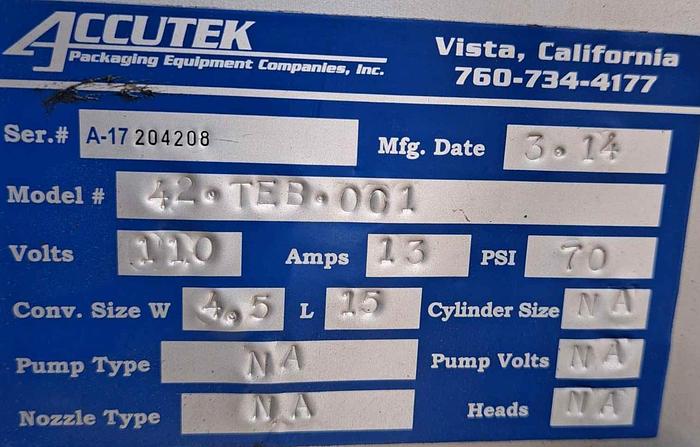 ACCUTEK
Packaging Equipment Companies, Inc.
Vista, California
760-734-4177
Ser.# A-17 204208 Mfg. Date 3.14
Model # 42.TEB.001
Volts 110 Amps 13 PSI 70
Conv. Size W 4.5 L 15 Cylinder Size NA
Pump Type NA Pump Volts NA
Nozzle Type NA Heads NA